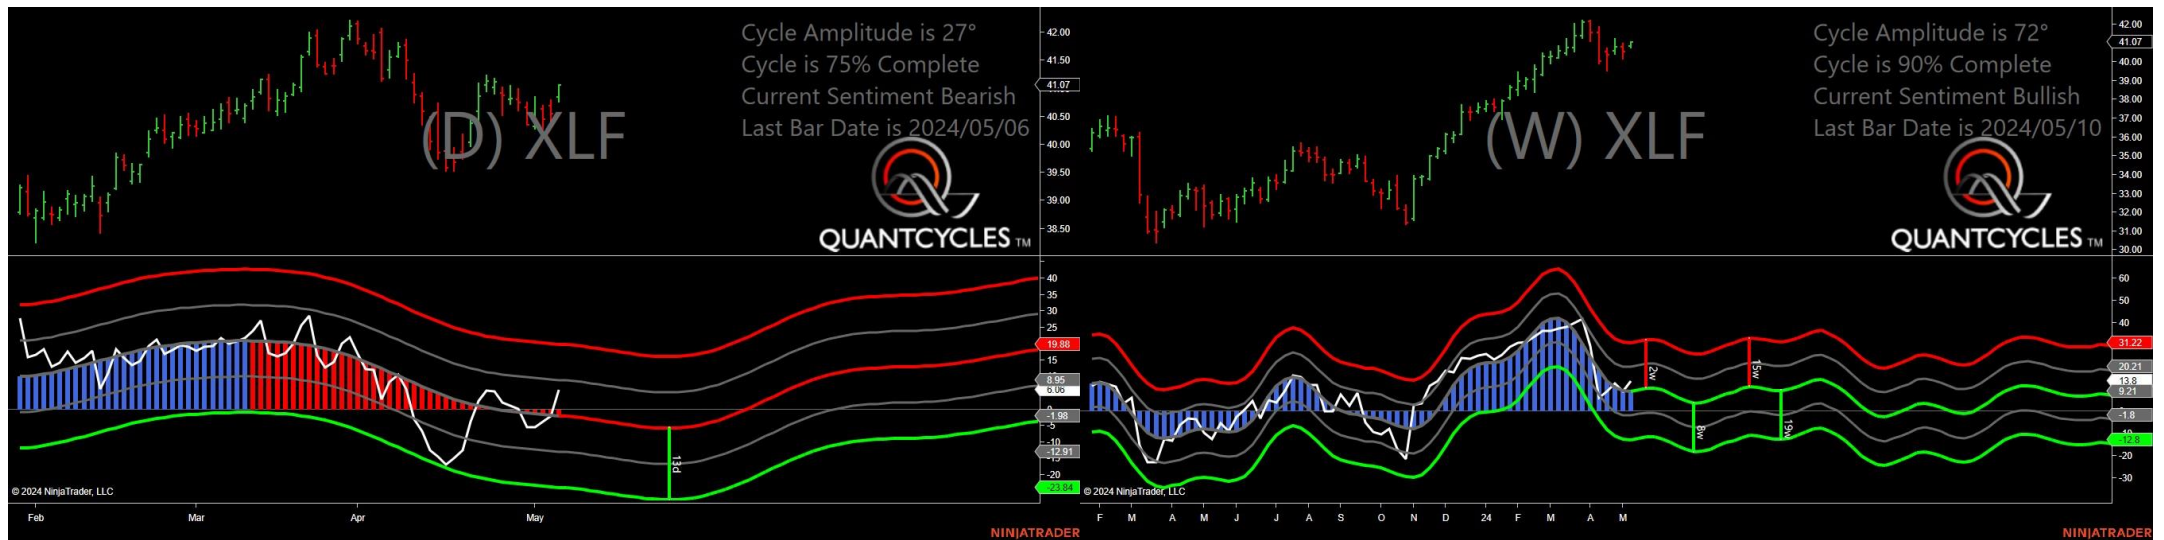 Cycle Amplitude is 27°
Cycle is 75% Complete
Current Sentiment Bearish
Last Bar Date is 2024/05/06
(D) XLF
QUANTCYCLES TM
42.00
41.50
41.07
40.50
40.00
39.50
39.00
38.50
40
35
30
25
19.88
15
8.95
6.06
-1.98
-5
-10
-12.91
-20
-23.84
13d
© 2024 NinjaTrader, LLC
Feb Mar Apr May
NINJATRADER
Cycle Amplitude is 72°
Cycle is 90% Complete
Current Sentiment Bullish
Last Bar Date is 2024/05/10
(W) XLF
QUANTCYCLES TM
42.00
41.07
40.00
39.00
38.00
37.00
36.00
35.00
34.00
33.00
32.00
31.00
30.00
60
50
40
31.22
20.21
13.8
9.21
-1.8
-12.8
-20
-30
2w
8w
15w
19w
© 2024 NinjaTrader, LLC
F M A M J J A S O N D 24 F M A M
NINJATRADER